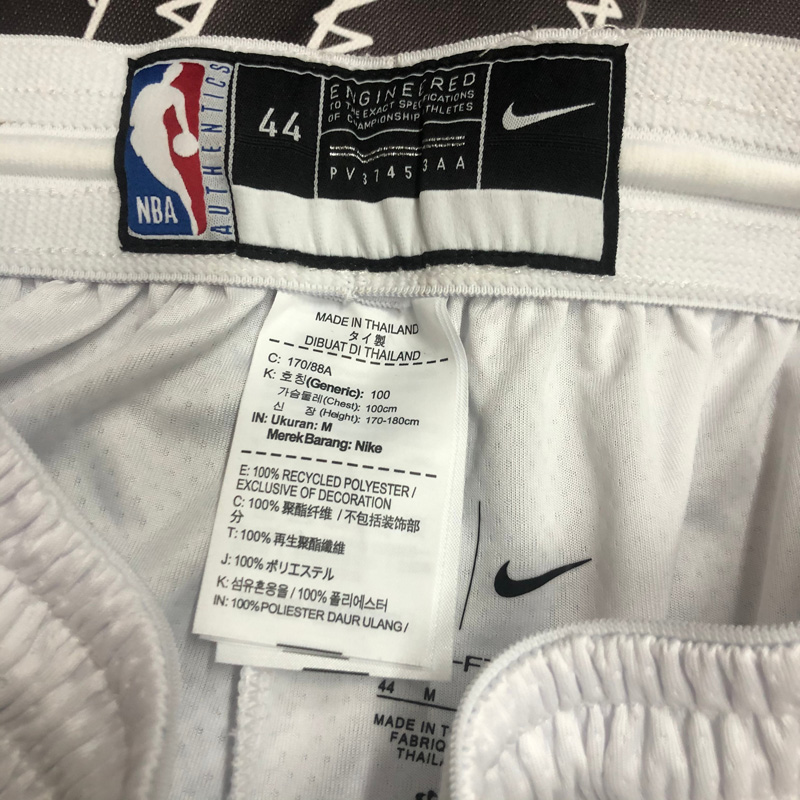 NBA
AUTHENTICS
44
ENGINEERED
TO THE EXACT SPECIFICATIONS
OF CHAMPIONSHIP ATHLETES
PV3745 3AA
MADE IN THAILAND
タイ製
DIBUAT DI THAILAND
C: 170/88A
K: 호칭(Generic): 100
가슴둘레(Chest): 100cm
신 장 (Height): 170-180cm
IN: Ukuran: M
Merek Barang: Nike
E: 100% RECYCLED POLYESTER /
EXCLUSIVE OF DECORATION
C: 100% 聚酯纤维 / 不包括装饰部
分
T: 100% 再生聚酯纖維
J: 100% ポリエステル
K: 섬유혼용율 / 100% 폴리에스터
IN: 100% POLIESTER DAUR ULANG /
44 M
MADE IN T
FABRIQ
THAILA